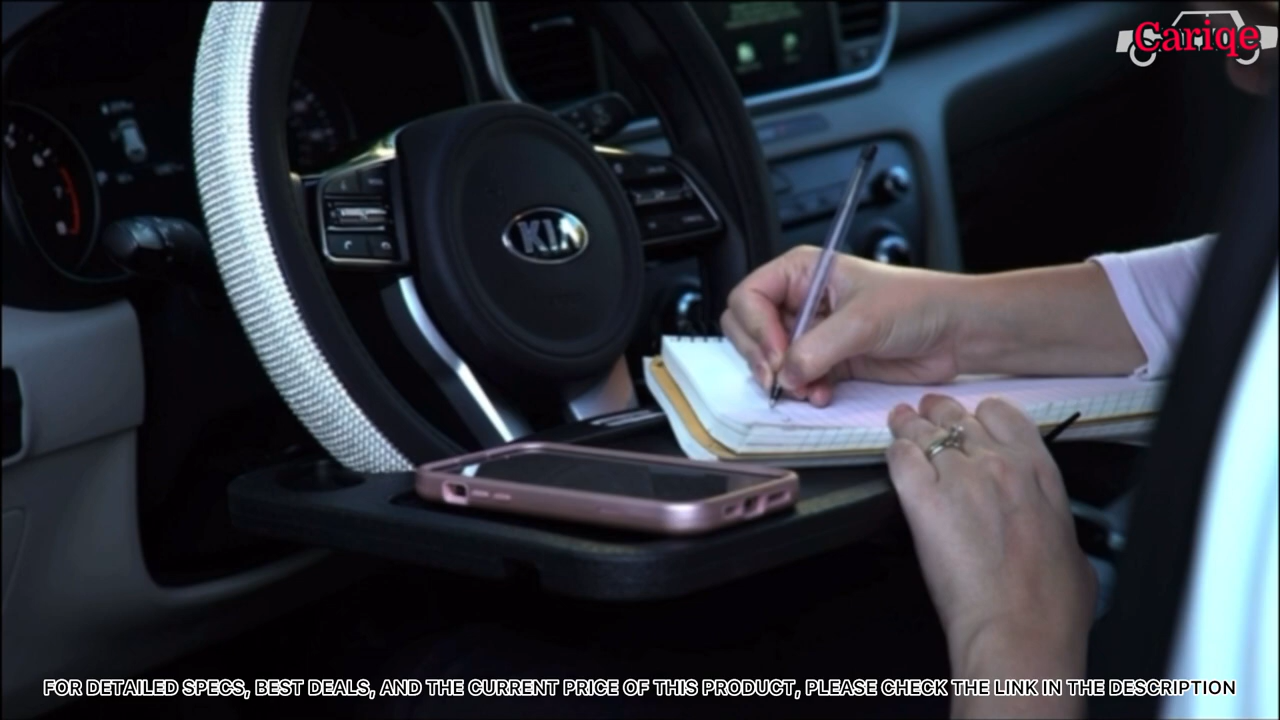 Cariqe
KIA
FOR DETAILED SPECS, BEST DEALS, AND THE CURRENT PRICE OF THIS PRODUCT, PLEASE CHECK THE LINK IN THE DESCRIPTION